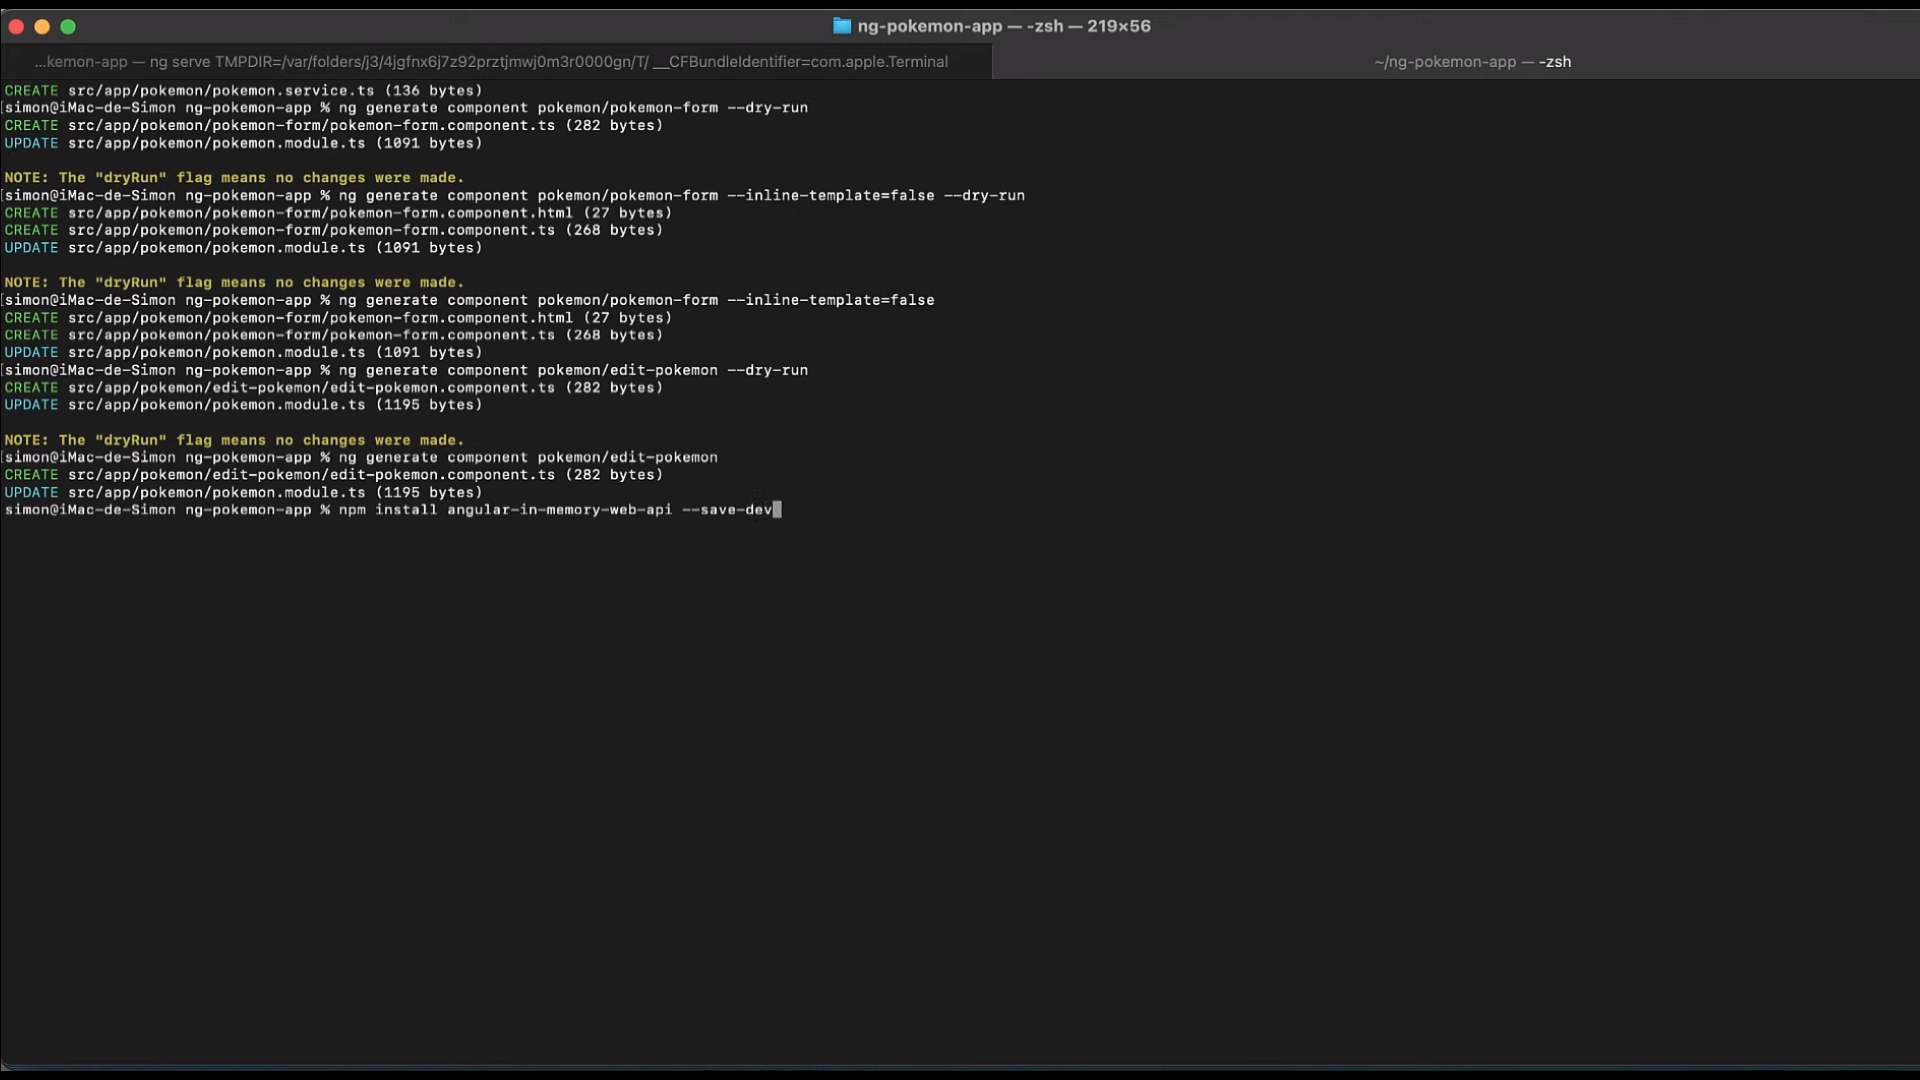 ng-pokemon-app — -zsh — 219×56
...kemon-app — ng serve TMPDIR=/var/folders/j3/4jgfnx6j7z92prztjmwj0m3r0000gn/T/ __CFBundleIdentifier=com.apple.Terminal
~/ng-pokemon-app — -zsh
CREATE src/app/pokemon/pokemon.service.ts (136 bytes)
[simon@iMac-de-Simon ng-pokemon-app % ng generate component pokemon/pokemon-form --dry-run
CREATE src/app/pokemon/pokemon-form/pokemon-form.component.ts (282 bytes)
UPDATE src/app/pokemon/pokemon.module.ts (1091 bytes)
NOTE: The "dryRun" flag means no changes were made.
[simon@iMac-de-Simon ng-pokemon-app % ng generate component pokemon/pokemon-form --inline-template=false --dry-run
CREATE src/app/pokemon/pokemon-form/pokemon-form.component.html (27 bytes)
CREATE src/app/pokemon/pokemon-form/pokemon-form.component.ts (268 bytes)
UPDATE src/app/pokemon/pokemon.module.ts (1091 bytes)
NOTE: The "dryRun" flag means no changes were made.
[simon@iMac-de-Simon ng-pokemon-app % ng generate component pokemon/pokemon-form --inline-template=false
CREATE src/app/pokemon/pokemon-form/pokemon-form.component.html (27 bytes)
CREATE src/app/pokemon/pokemon-form/pokemon-form.component.ts (268 bytes)
UPDATE src/app/pokemon/pokemon.module.ts (1091 bytes)
[simon@iMac-de-Simon ng-pokemon-app % ng generate component pokemon/edit-pokemon --dry-run
CREATE src/app/pokemon/edit-pokemon/edit-pokemon.component.ts (282 bytes)
UPDATE src/app/pokemon/pokemon.module.ts (1195 bytes)
NOTE: The "dryRun" flag means no changes were made.
[simon@iMac-de-Simon ng-pokemon-app % ng generate component pokemon/edit-pokemon
CREATE src/app/pokemon/edit-pokemon/edit-pokemon.component.ts (282 bytes)
UPDATE src/app/pokemon/pokemon.module.ts (1195 bytes)
simon@iMac-de-Simon ng-pokemon-app % npm install angular-in-memory-web-api --save-dev